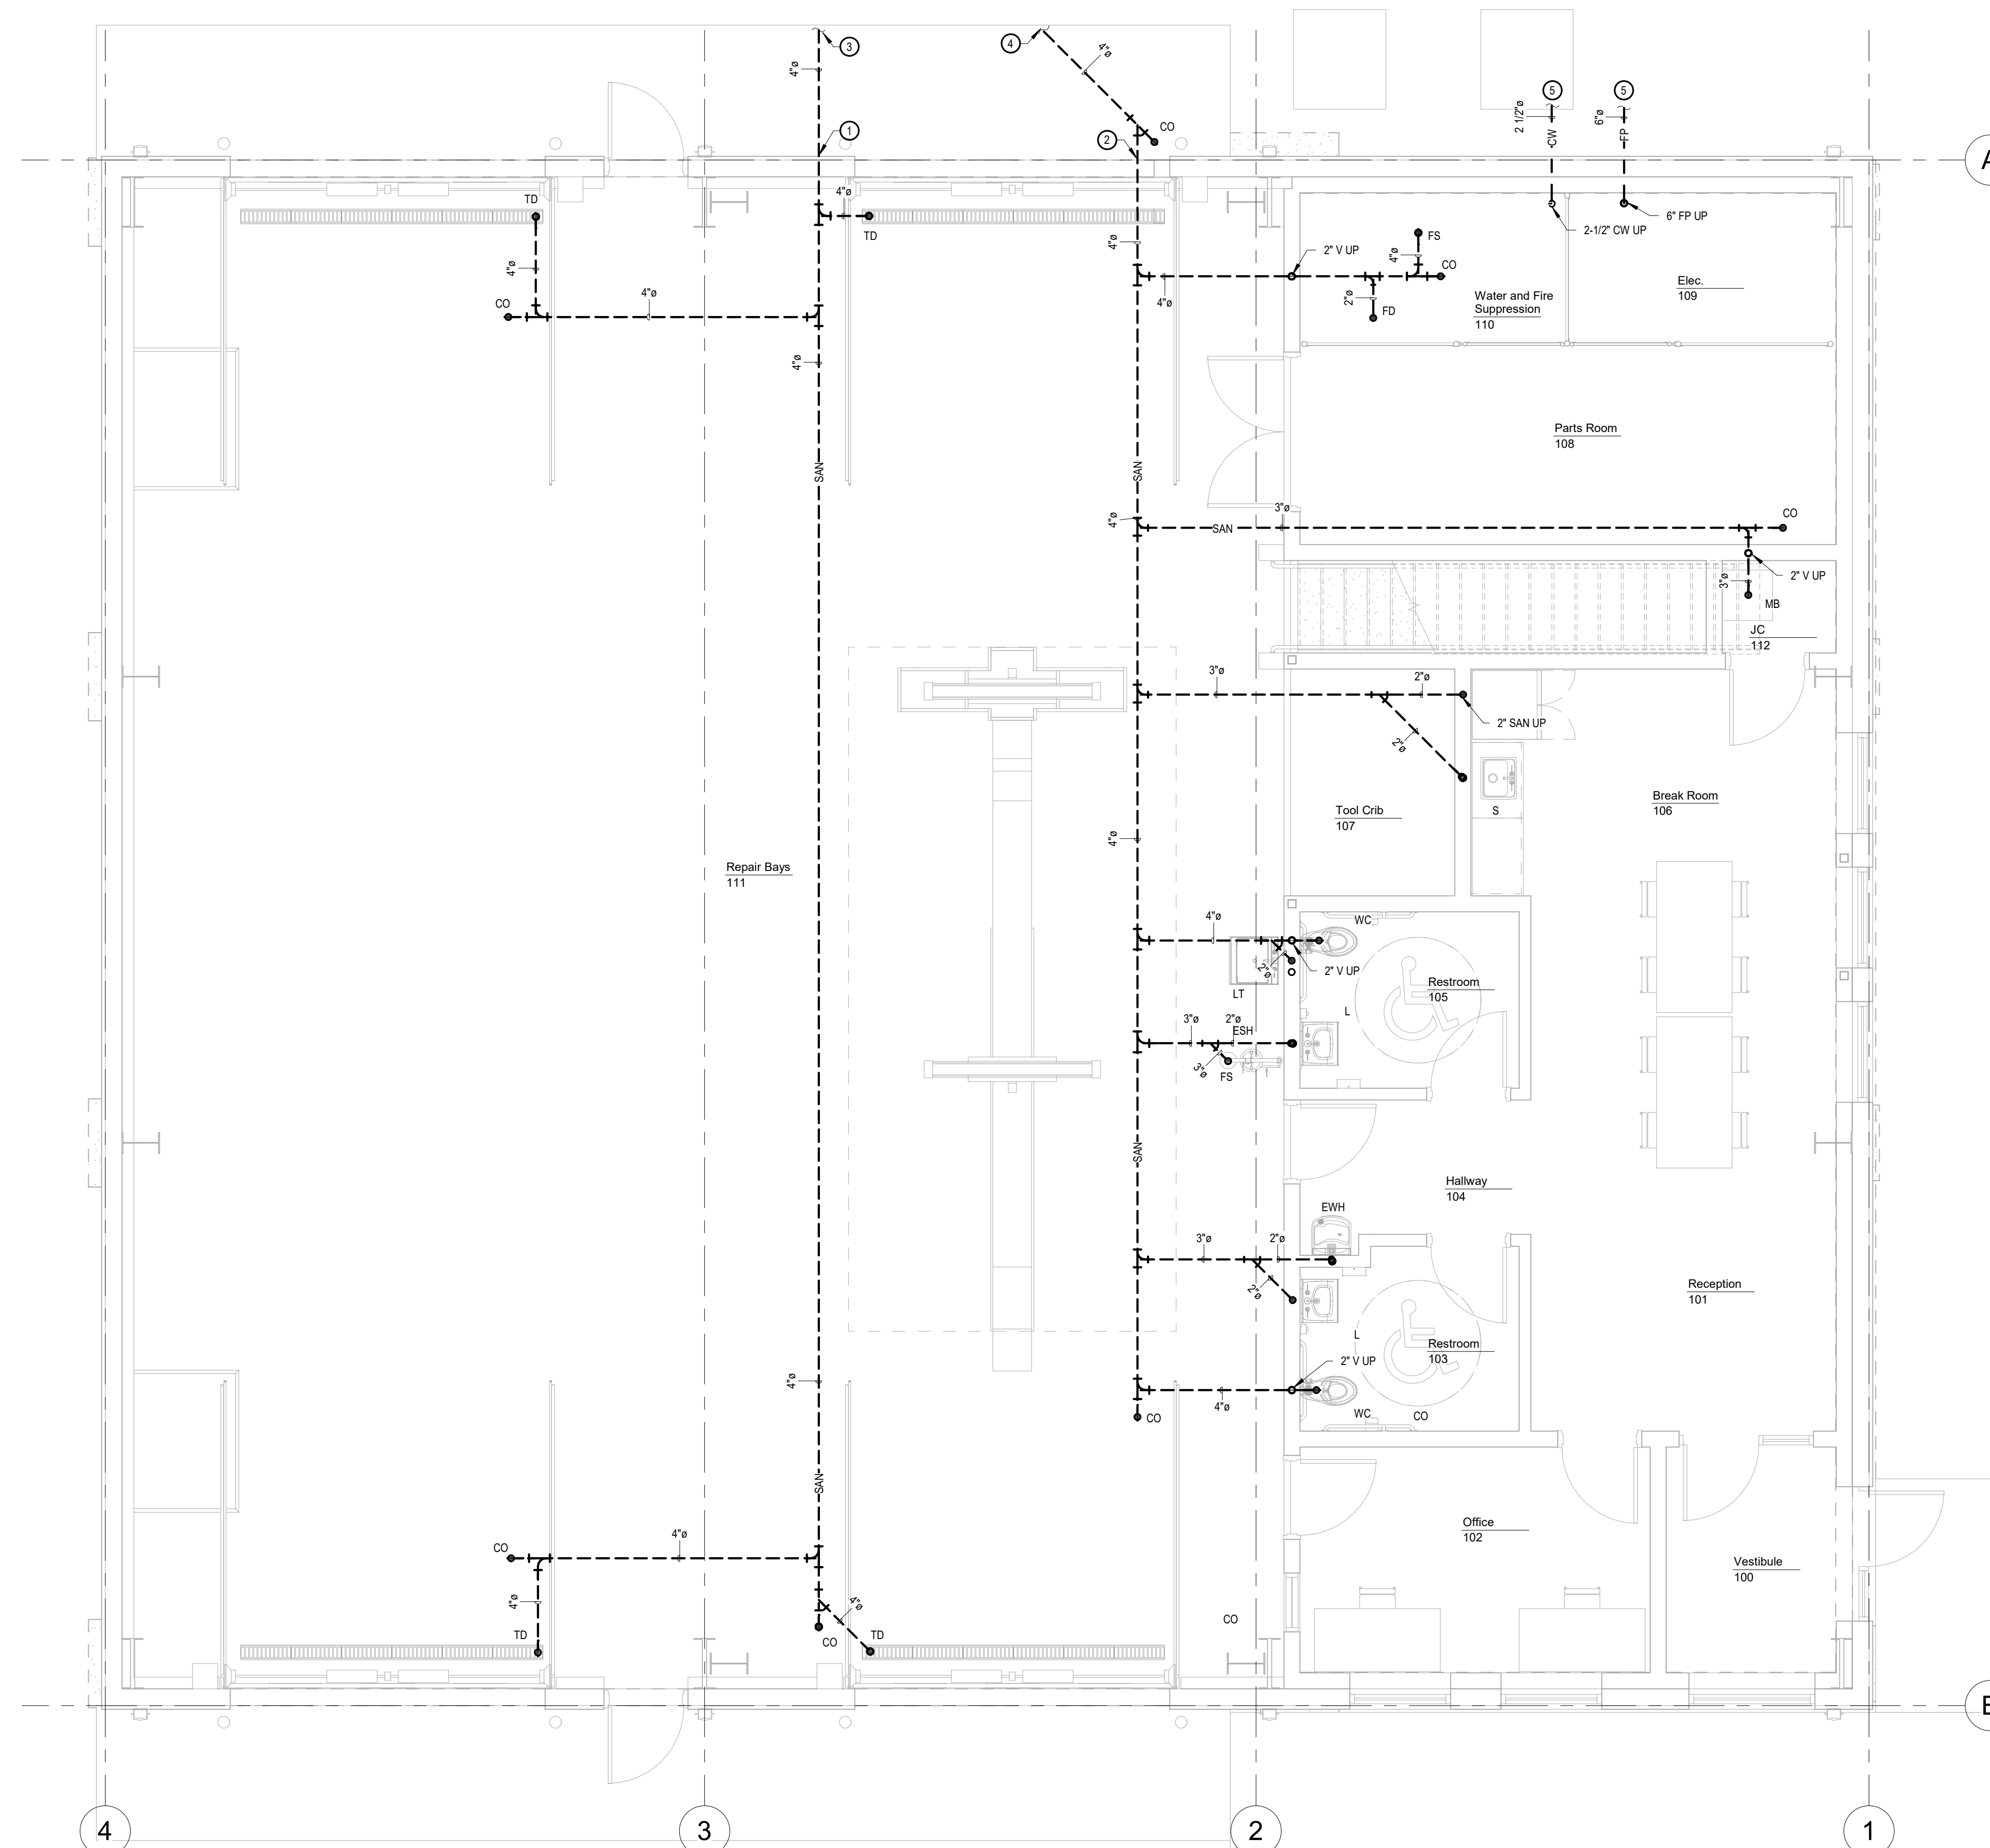 3
4"ø
4
4"ø
5
2 1/2"ø
CW
5
6"ø
FP
1
2
CO
A
TD
4"ø
TD
4"ø
CO
4"ø
4"ø
4"ø
2" V UP
4"ø
FS
4"ø
CO
2"ø
FD
6" FP UP
2-1/2" CW UP
Water and Fire
Suppression
110
Elec.
109
4"ø
Parts Room
108
SAN
SAN
4"ø
SAN
3"ø
CO
2" V UP
3"ø
MB
JC
112
3"ø
2"ø
2" SAN UP
2"ø
Tool Crib
107
S
Break Room
106
4"ø
Repair Bays
111
4"ø
WC
2"ø
2" V UP
LT
Restroom
105
L
3"ø
2"ø
ESH
3"ø
FS
SAN
Hallway
104
EWH
3"ø
2"ø
2"ø
Reception
101
L
Restroom
103
2" V UP
4"ø
WC
CO
CO
4"ø
SAN
CO
4"ø
4"ø
TD
4"ø
CO
TD
CO
Office
102
Vestibule
100
B
4
3
2
1